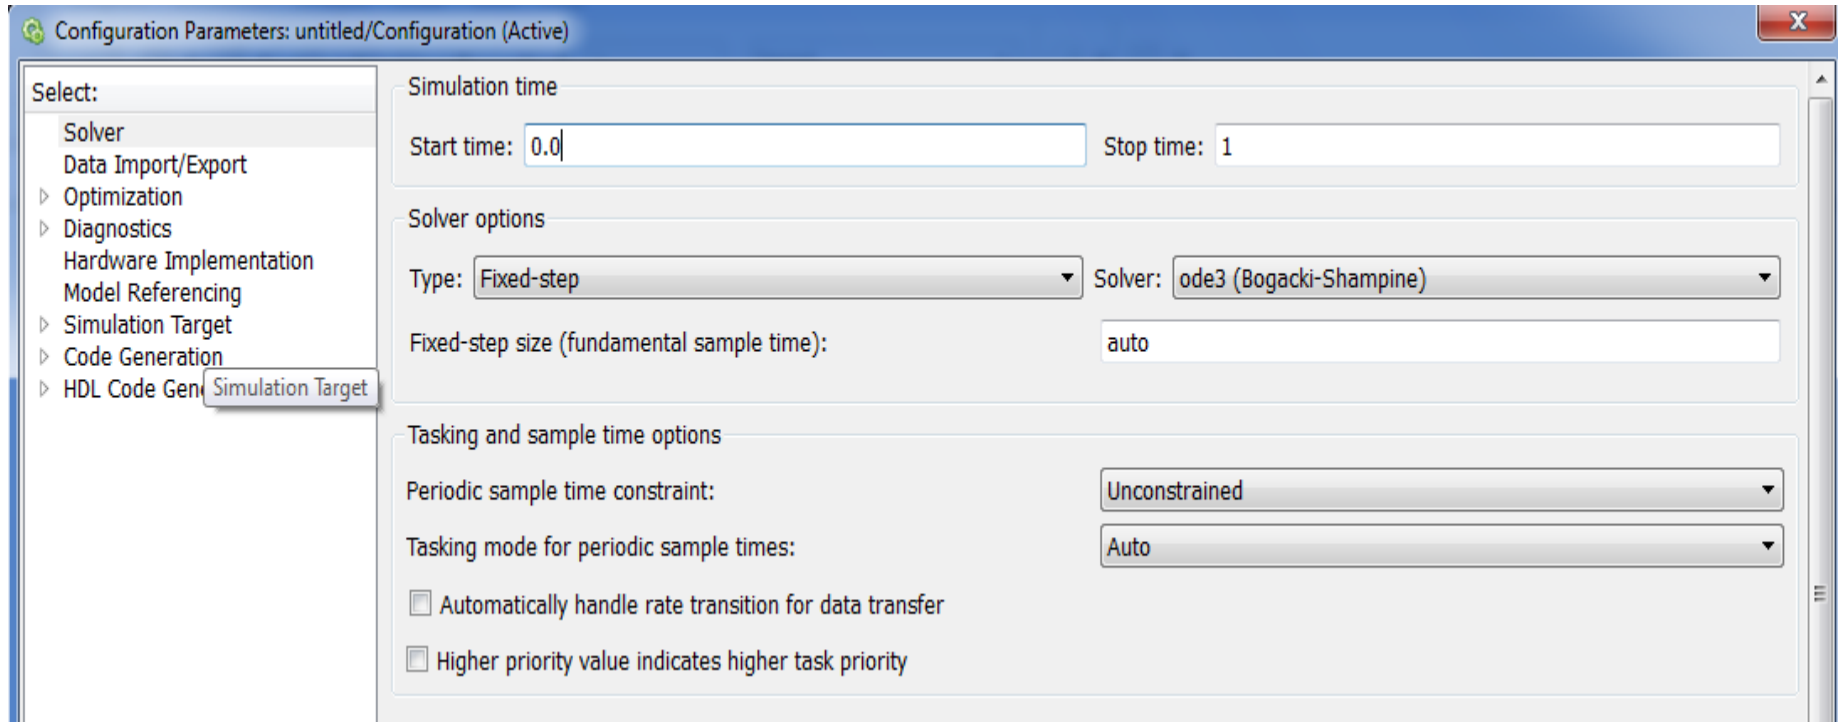 Configuration Parameters: untitled/Configuration (Active)
X
Select:
Solver
Data Import/Export
Optimization
Diagnostics
Hardware Implementation
Model Referencing
Simulation Target
Code Generation
HDL Code Gen
Simulation Target
Simulation time
Start time: 0.0 Stop time: 1
Solver options
Type: Fixed-step Solver: ode3 (Bogacki-Shampine)
Fixed-step size (fundamental sample time): auto
Tasking and sample time options
Periodic sample time constraint: Unconstrained
Tasking mode for periodic sample times: Auto
Automatically handle rate transition for data transfer
Higher priority value indicates higher task priority